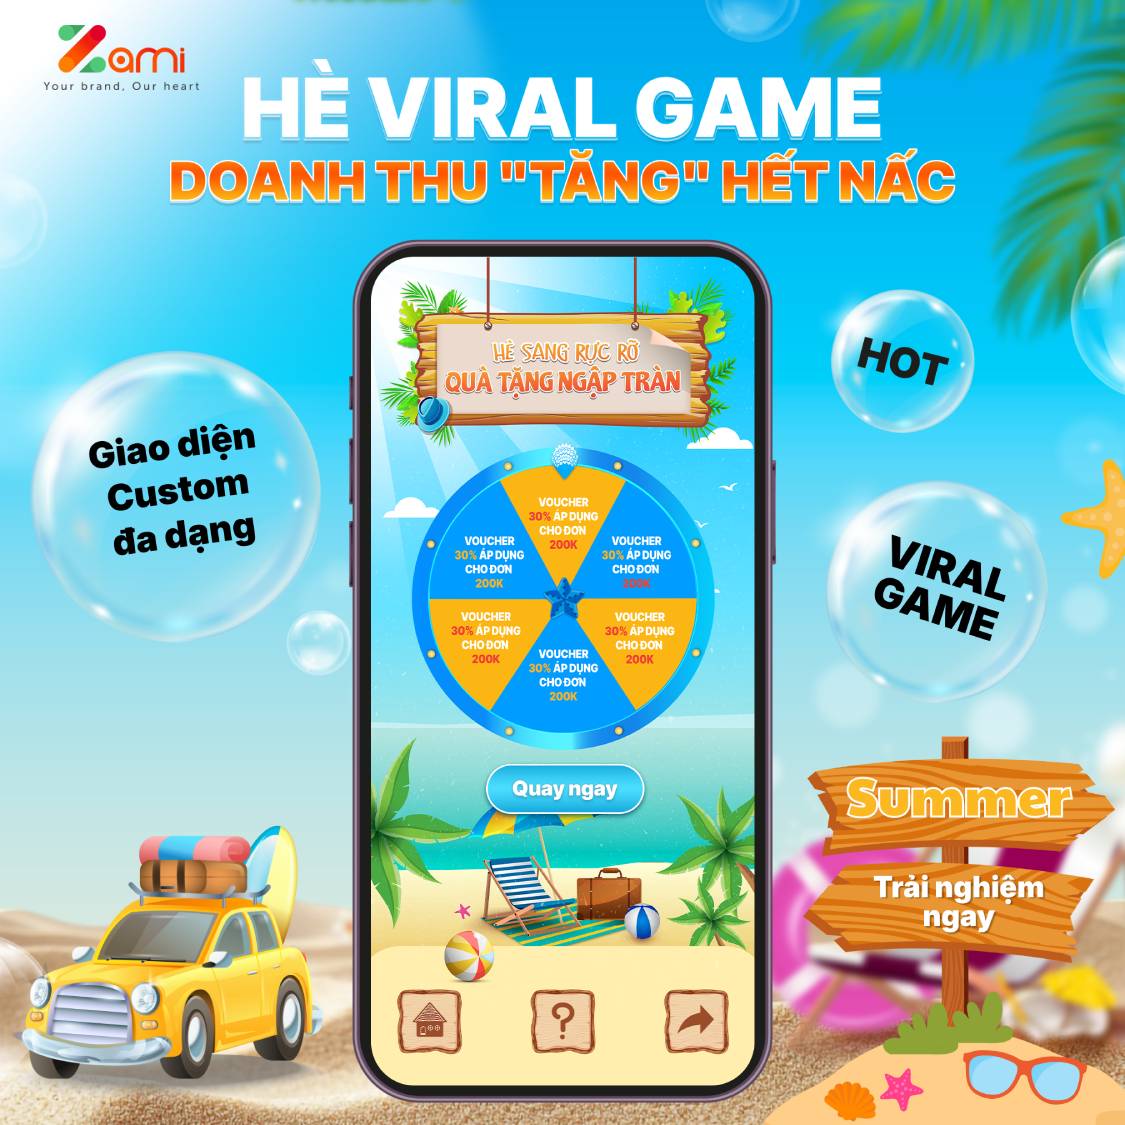 Zami
Your brand, Our heart
HÈ VIRAL GAME
DOANH THU "TĂNG" HẾT NẤC
HÈ SANG RỰC RỠ
QUÀ TẶNG NGẬP TRÀN
HOT
Giao diện
Custom
đa dạng
VIRAL
GAME
VOUCHER
30% ÁP DỤNG
CHO ĐƠN
200K
VOUCHER
30% ÁP DỤNG
CHO ĐƠN
200K
VOUCHER
30% ÁP DỤNG
CHO ĐƠN
200K
VOUCHER
30% ÁP DỤNG
CHO ĐƠN
200K
VOUCHER
30% ÁP DỤNG
CHO ĐƠN
200K
VOUCHER
30% ÁP DỤNG
CHO ĐƠN
200K
Quay ngay
Summer
Trải nghiệm
ngay
?